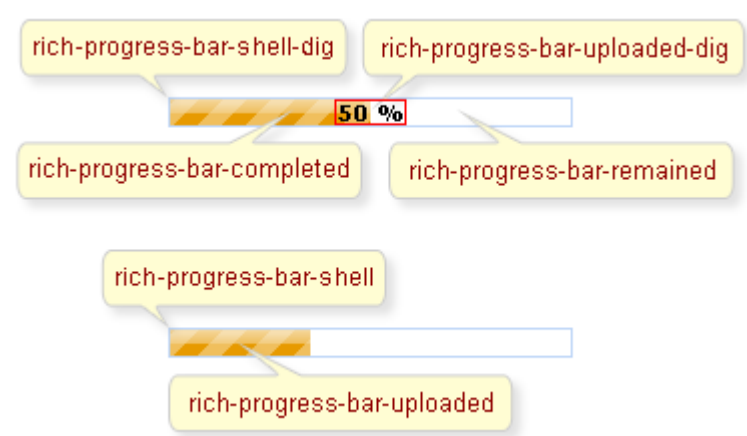 rich-progress-bar-shell-dig
rich-progress-bar-uploaded-dig
50 %
rich-progress-bar-completed
rich-progress-bar-remained
rich-progress-bar-shell
rich-progress-bar-uploaded